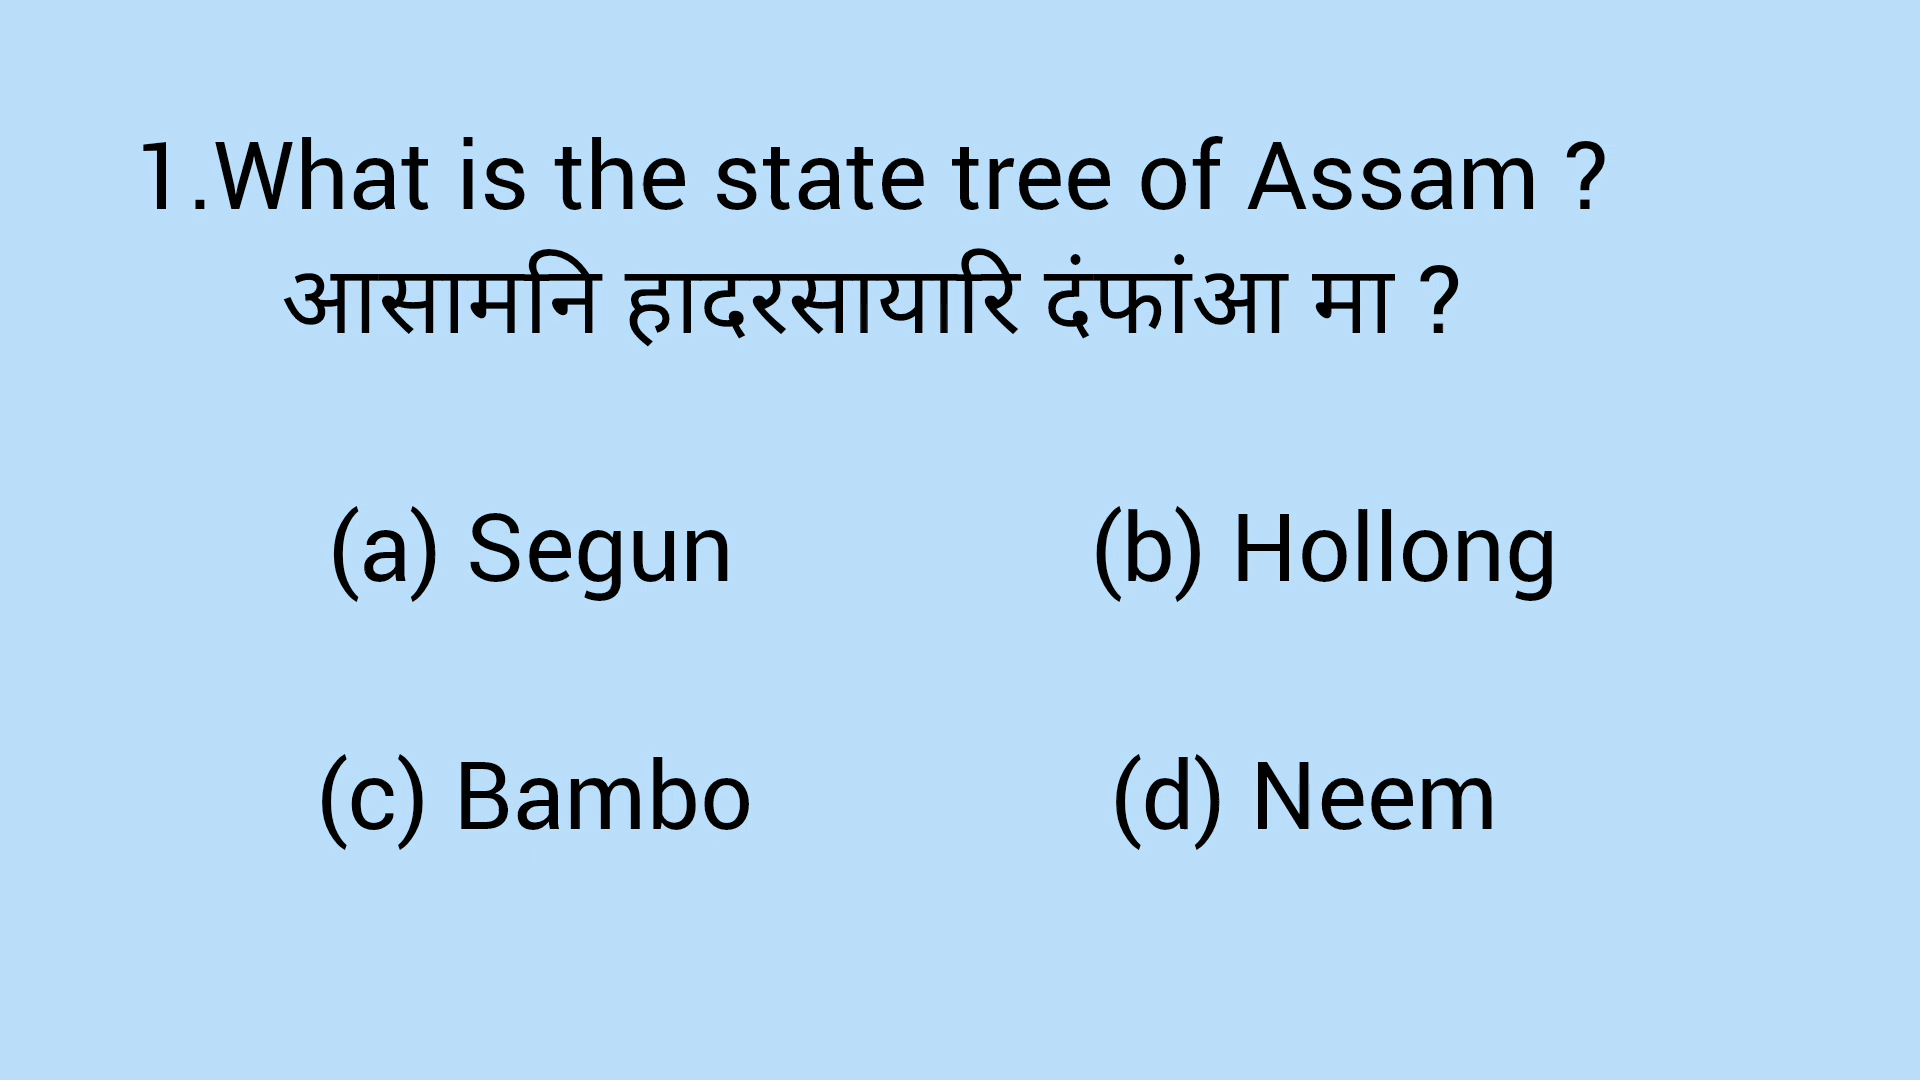 1.What is the state tree of Assam ?
आसामनि हादरसायारि दंफांआ मा ?
(a) Segun (b) Hollong
(c) Bambo (d) Neem